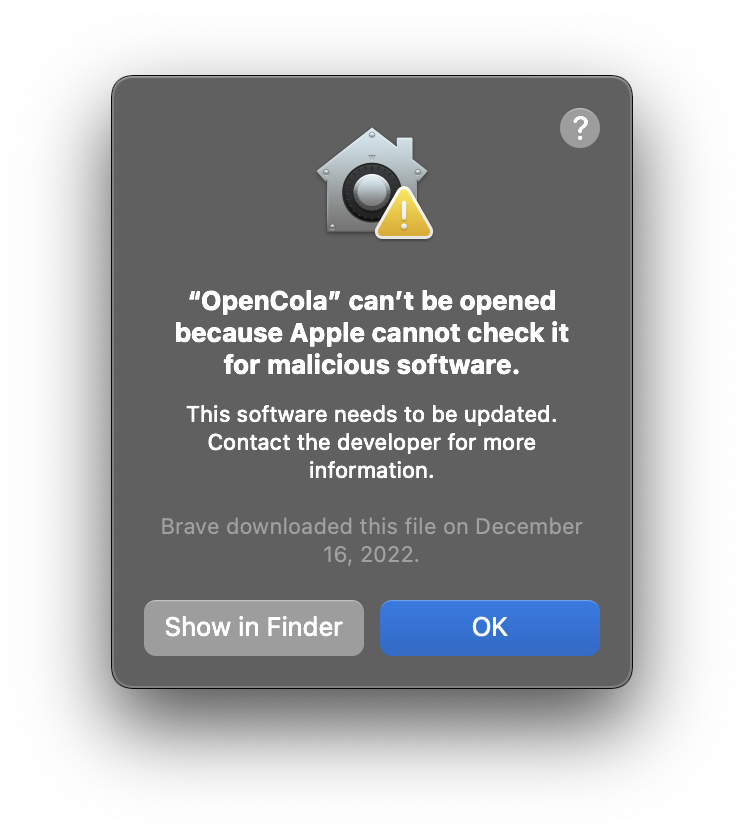 ?
“OpenCola” can’t be opened
because Apple cannot check it
for malicious software.
This software needs to be updated.
Contact the developer for more
information.
Brave downloaded this file on December
16, 2022.
Show in Finder
OK